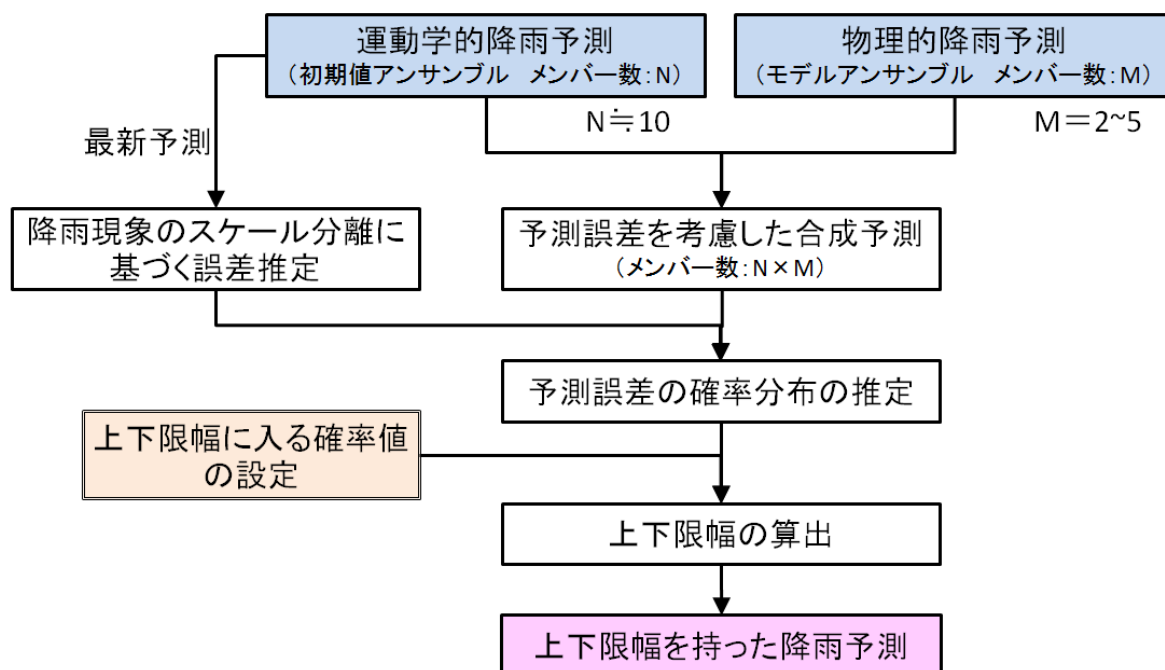 運動学的降雨予測
（初期値アンサンブル　メンバー数：N）
物理的降雨予測
（モデルアンサンブル　メンバー数：M）
N≒10
M＝2~5
最新予測
降雨現象のスケール分離に
基づく誤差推定
予測誤差を考慮した合成予測
（メンバー数：N×M）
予測誤差の確率分布の推定
上下限幅に入る確率値
の設定
上下限幅の算出
上下限幅を持った降雨予測